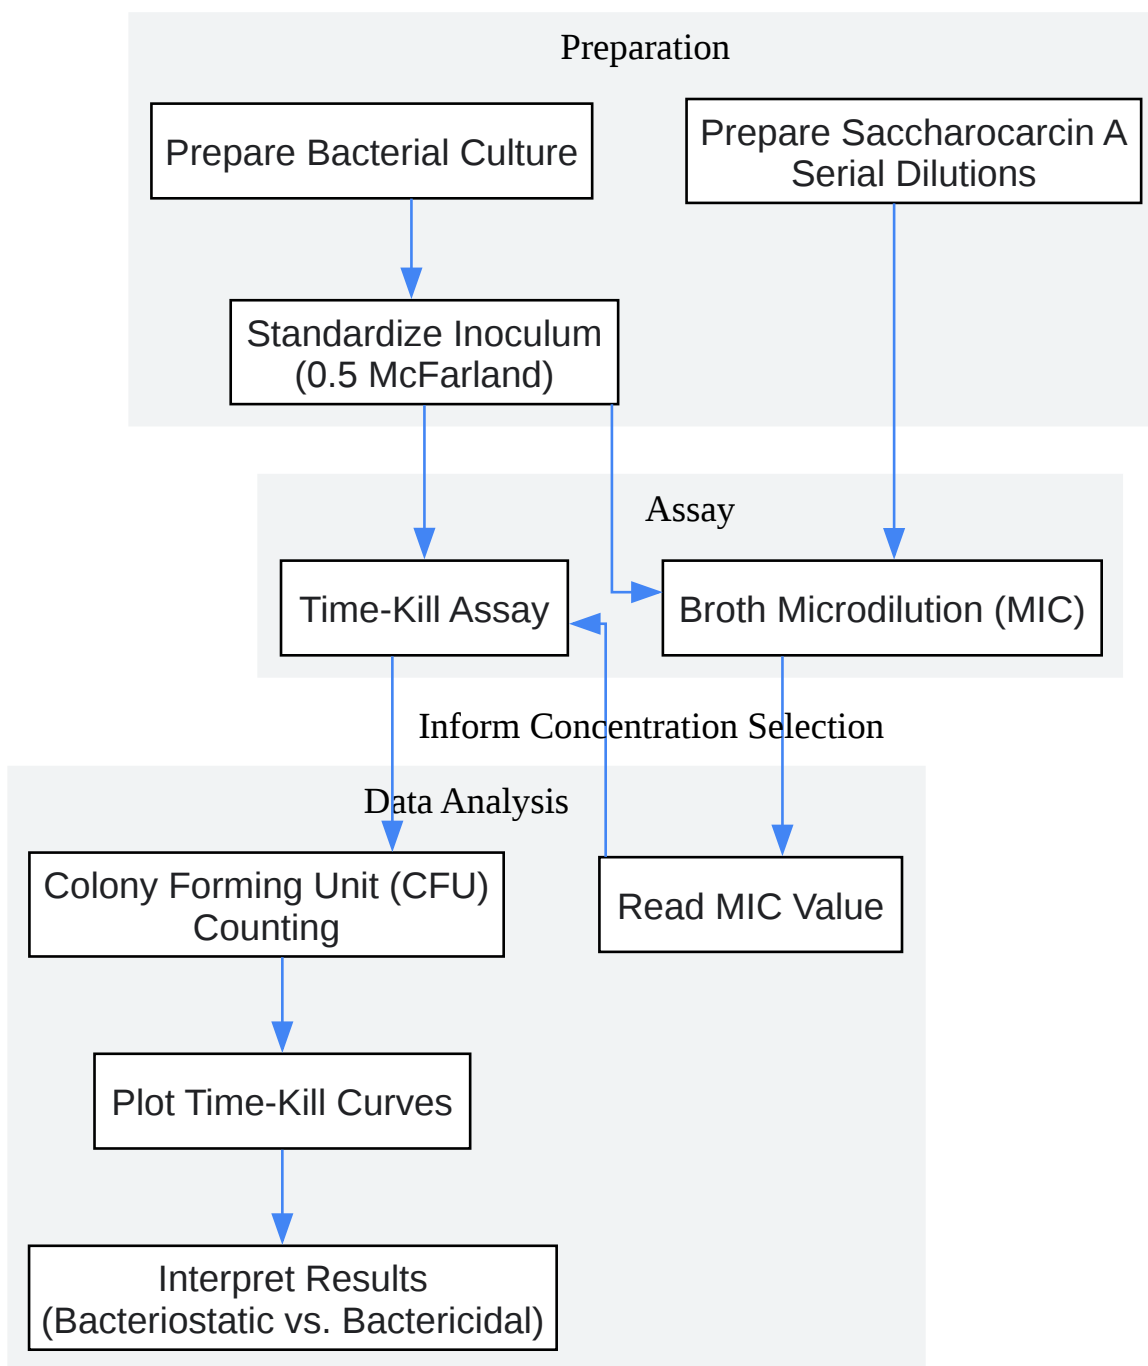 Preparation
Prepare Bacterial Culture
Prepare Saccharocarcin A
Serial Dilutions
Standardize Inoculum
(0.5 McFarland)
Assay
Time-Kill Assay
Broth Microdilution (MIC)
Inform Concentration Selection
Data Analysis
Colony Forming Unit (CFU)
Counting
Read MIC Value
Plot Time-Kill Curves
Interpret Results
(Bacteriostatic vs. Bactericidal)